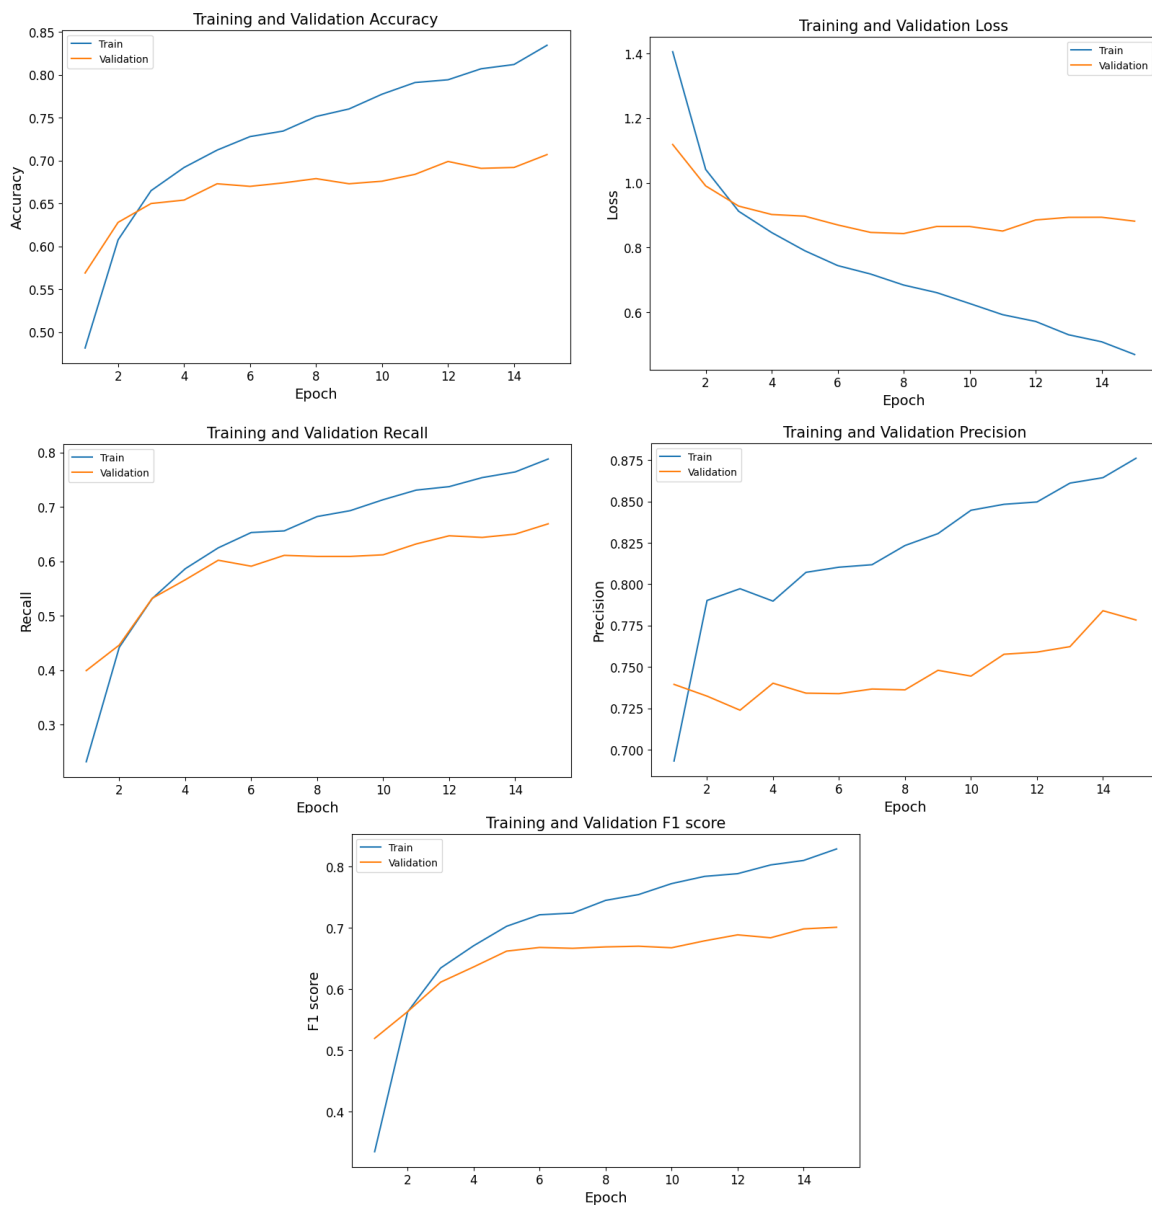 Training and Validation Accuracy
Train
Validation
0.85
0.80
0.75
0.70
0.65
0.60
0.55
0.50
Accuracy
2 4 6 8 10 12 14
Epoch
Training and Validation Loss
Train
Validation
1.4
1.2
1.0
0.8
0.6
Loss
2 4 6 8 10 12 14
Epoch
Training and Validation Recall
Train
Validation
0.8
0.7
0.6
0.5
0.4
0.3
Recall
2 4 6 8 10 12 14
Epoch
Training and Validation Precision
Train
Validation
0.875
0.850
0.825
0.800
0.775
0.750
0.725
0.700
Precision
2 4 6 8 10 12 14
Epoch
Training and Validation F1 score
Train
Validation
0.8
0.7
0.6
0.5
0.4
F1 score
2 4 6 8 10 12 14
Epoch